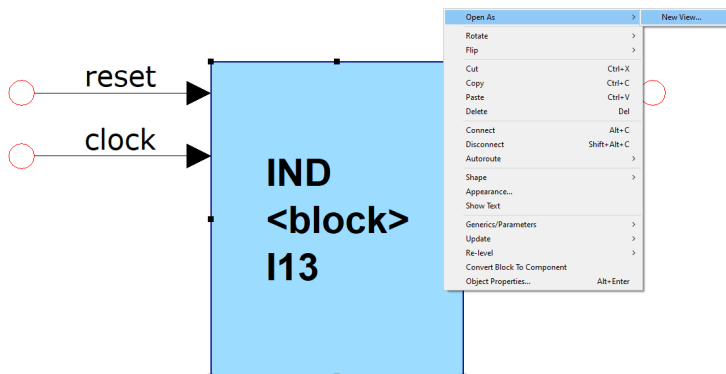 reset
clock
IND
<block>
I13
Open As >
New View...
Rotate >
Flip >
Cut Ctrl+X
Copy Ctrl+C
Paste Ctrl+V
Delete Del
Connect Alt+C
Disconnect Shift+Alt+C
Autoroute >
Shape >
Appearance...
Show Text
Generics/Parameters >
Update >
Re-level >
Convert Block To Component
Object Properties... Alt+Enter